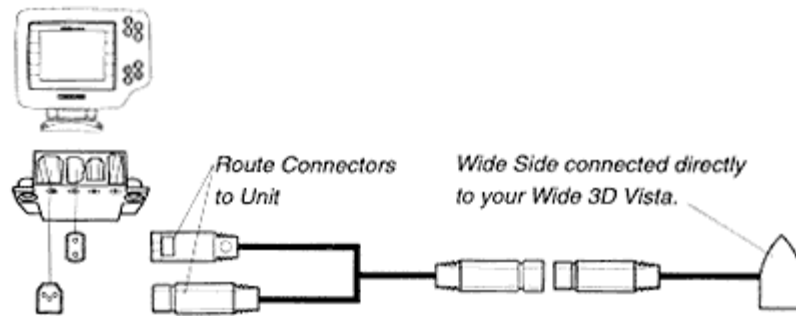 Route Connectors
to Unit
Wide Side connected directly
to your Wide 3D Vista.